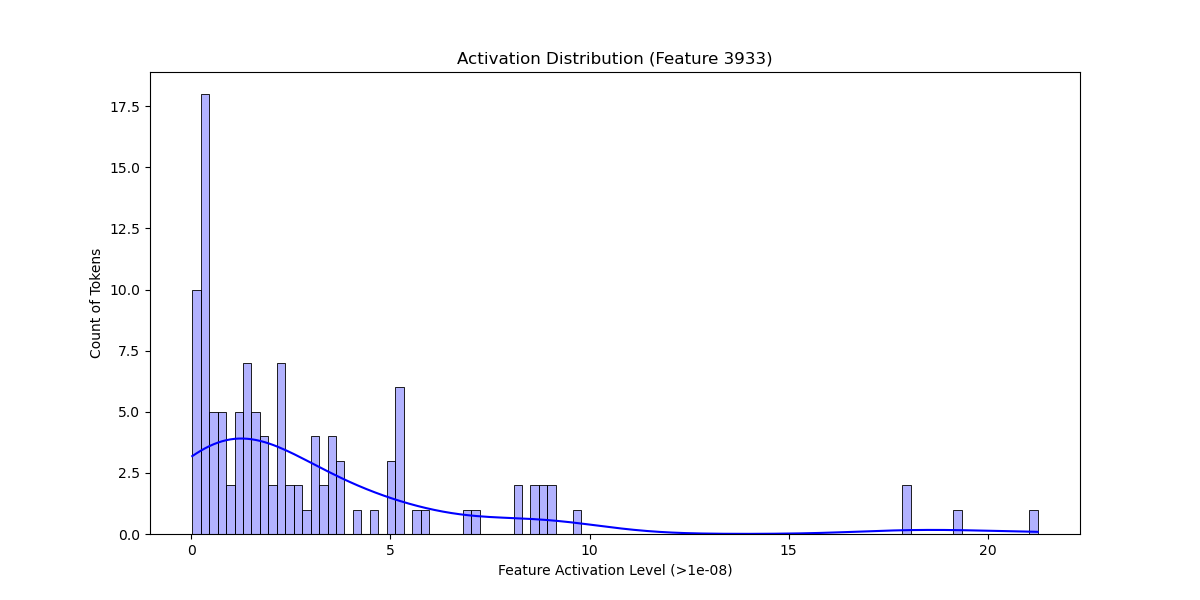 Activation Distribution (Feature 3933)
17.5
15.0
12.5
10.0
7.5
5.0
2.5
0.0
Count of Tokens
0 5 10 15 20
Feature Activation Level (>1e-08)